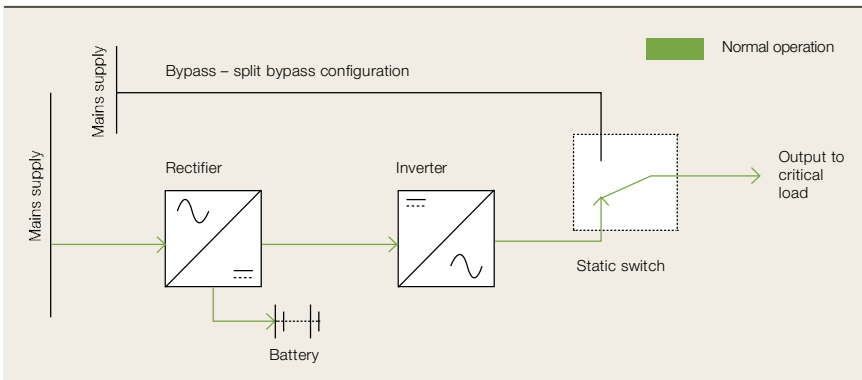 Normal operation
Bypass – split bypass configuration
Mains supply
Mains supply
Rectifier
Inverter
Output to
critical
load
Static switch
Battery